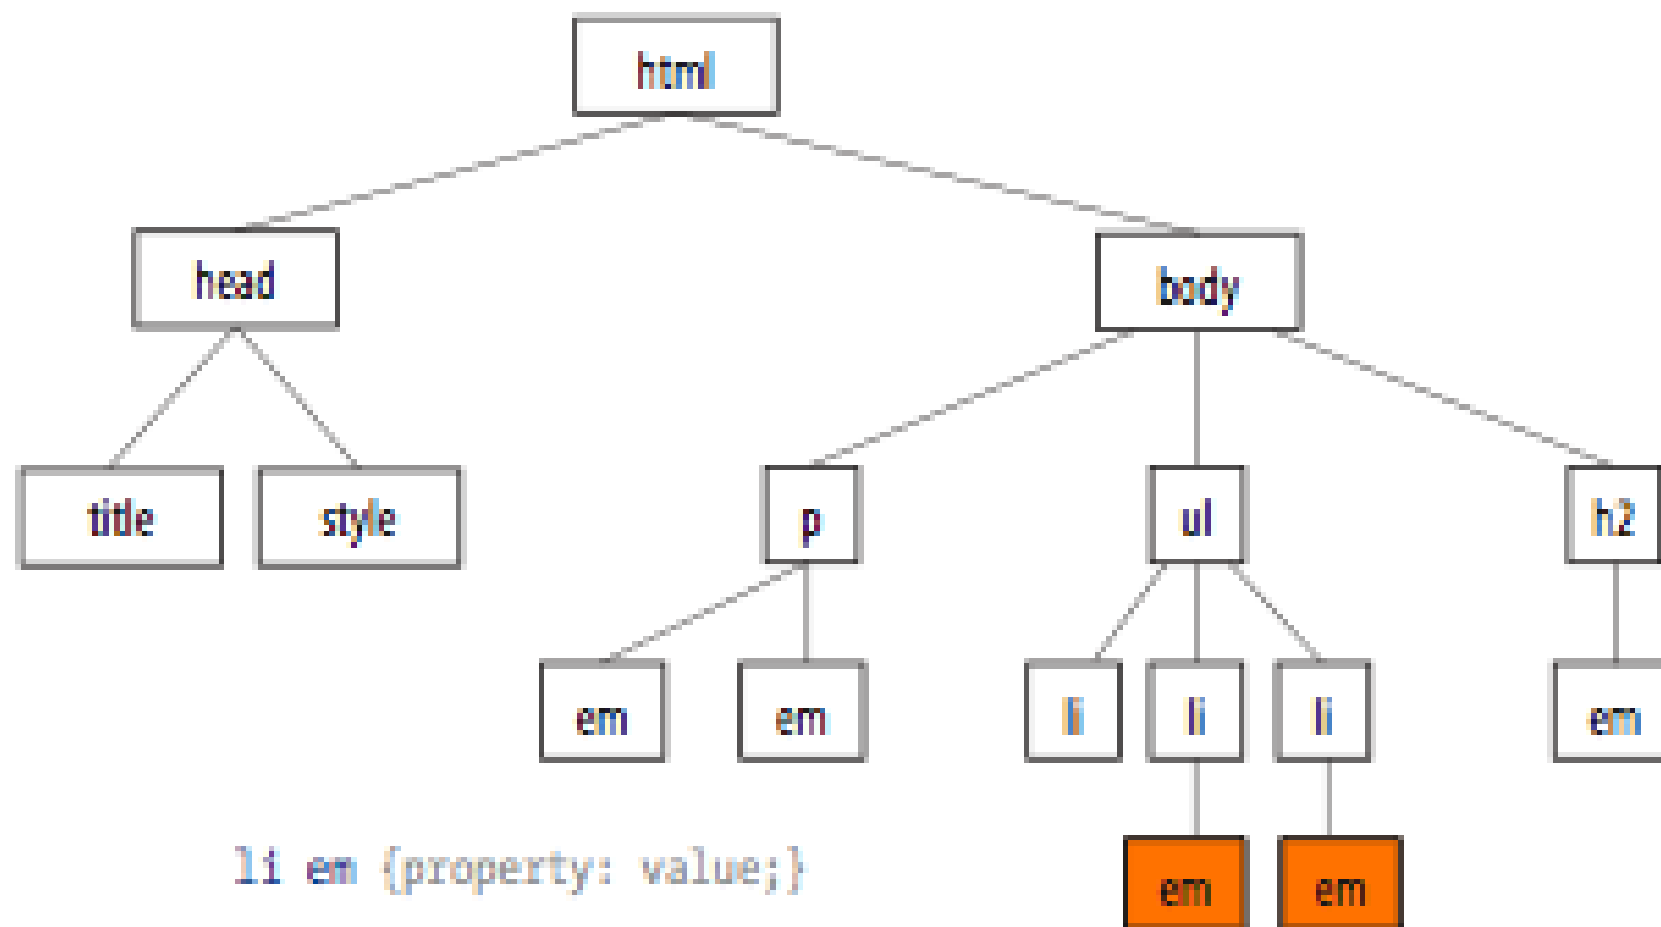 html
head
body
title
style
p
ul
h2
em
em
li
li
li
em
li em {property: value;}
em
em